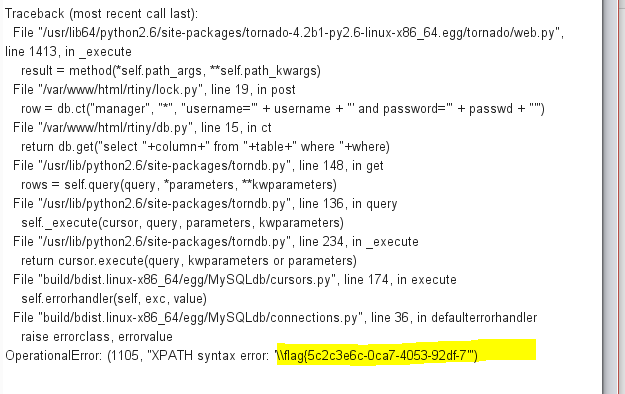 Traceback (most recent call last):
File "/usr/lib64/python2.6/site-packages/tornado-4.2b1-py2.6-linux-x86_64.egg/tornado/web.py",
line 1413, in _execute
result = method(*self.path_args, **self.path_kwargs)
File "/var/www/html/rtiny/lock.py", line 19, in post
row = db.ct("manager", "*", "username='" + username + "' and password='" + passwd + "'")
File "/var/www/html/rtiny/db.py", line 15, in ct
return db.get("select "+column+" from "+table+" where "+where)
File "/usr/lib/python2.6/site-packages/torndb.py", line 148, in get
rows = self.query(query, *parameters, **kwparameters)
File "/usr/lib/python2.6/site-packages/torndb.py", line 136, in query
self._execute(cursor, query, parameters, kwparameters)
File "/usr/lib/python2.6/site-packages/torndb.py", line 234, in _execute
return cursor.execute(query, kwparameters or parameters)
File "build/bdist.linux-x86_64/egg/MySQLdb/cursors.py", line 174, in execute
self.errorhandler(self, exc, value)
File "build/bdist.linux-x86_64/egg/MySQLdb/connections.py", line 36, in defaulterrorhandler
raise errorclass, errorvalue
OperationalError: (1105, "XPATH syntax error: '\\flag{5c2c3e6c-0ca7-4053-92df-7'")